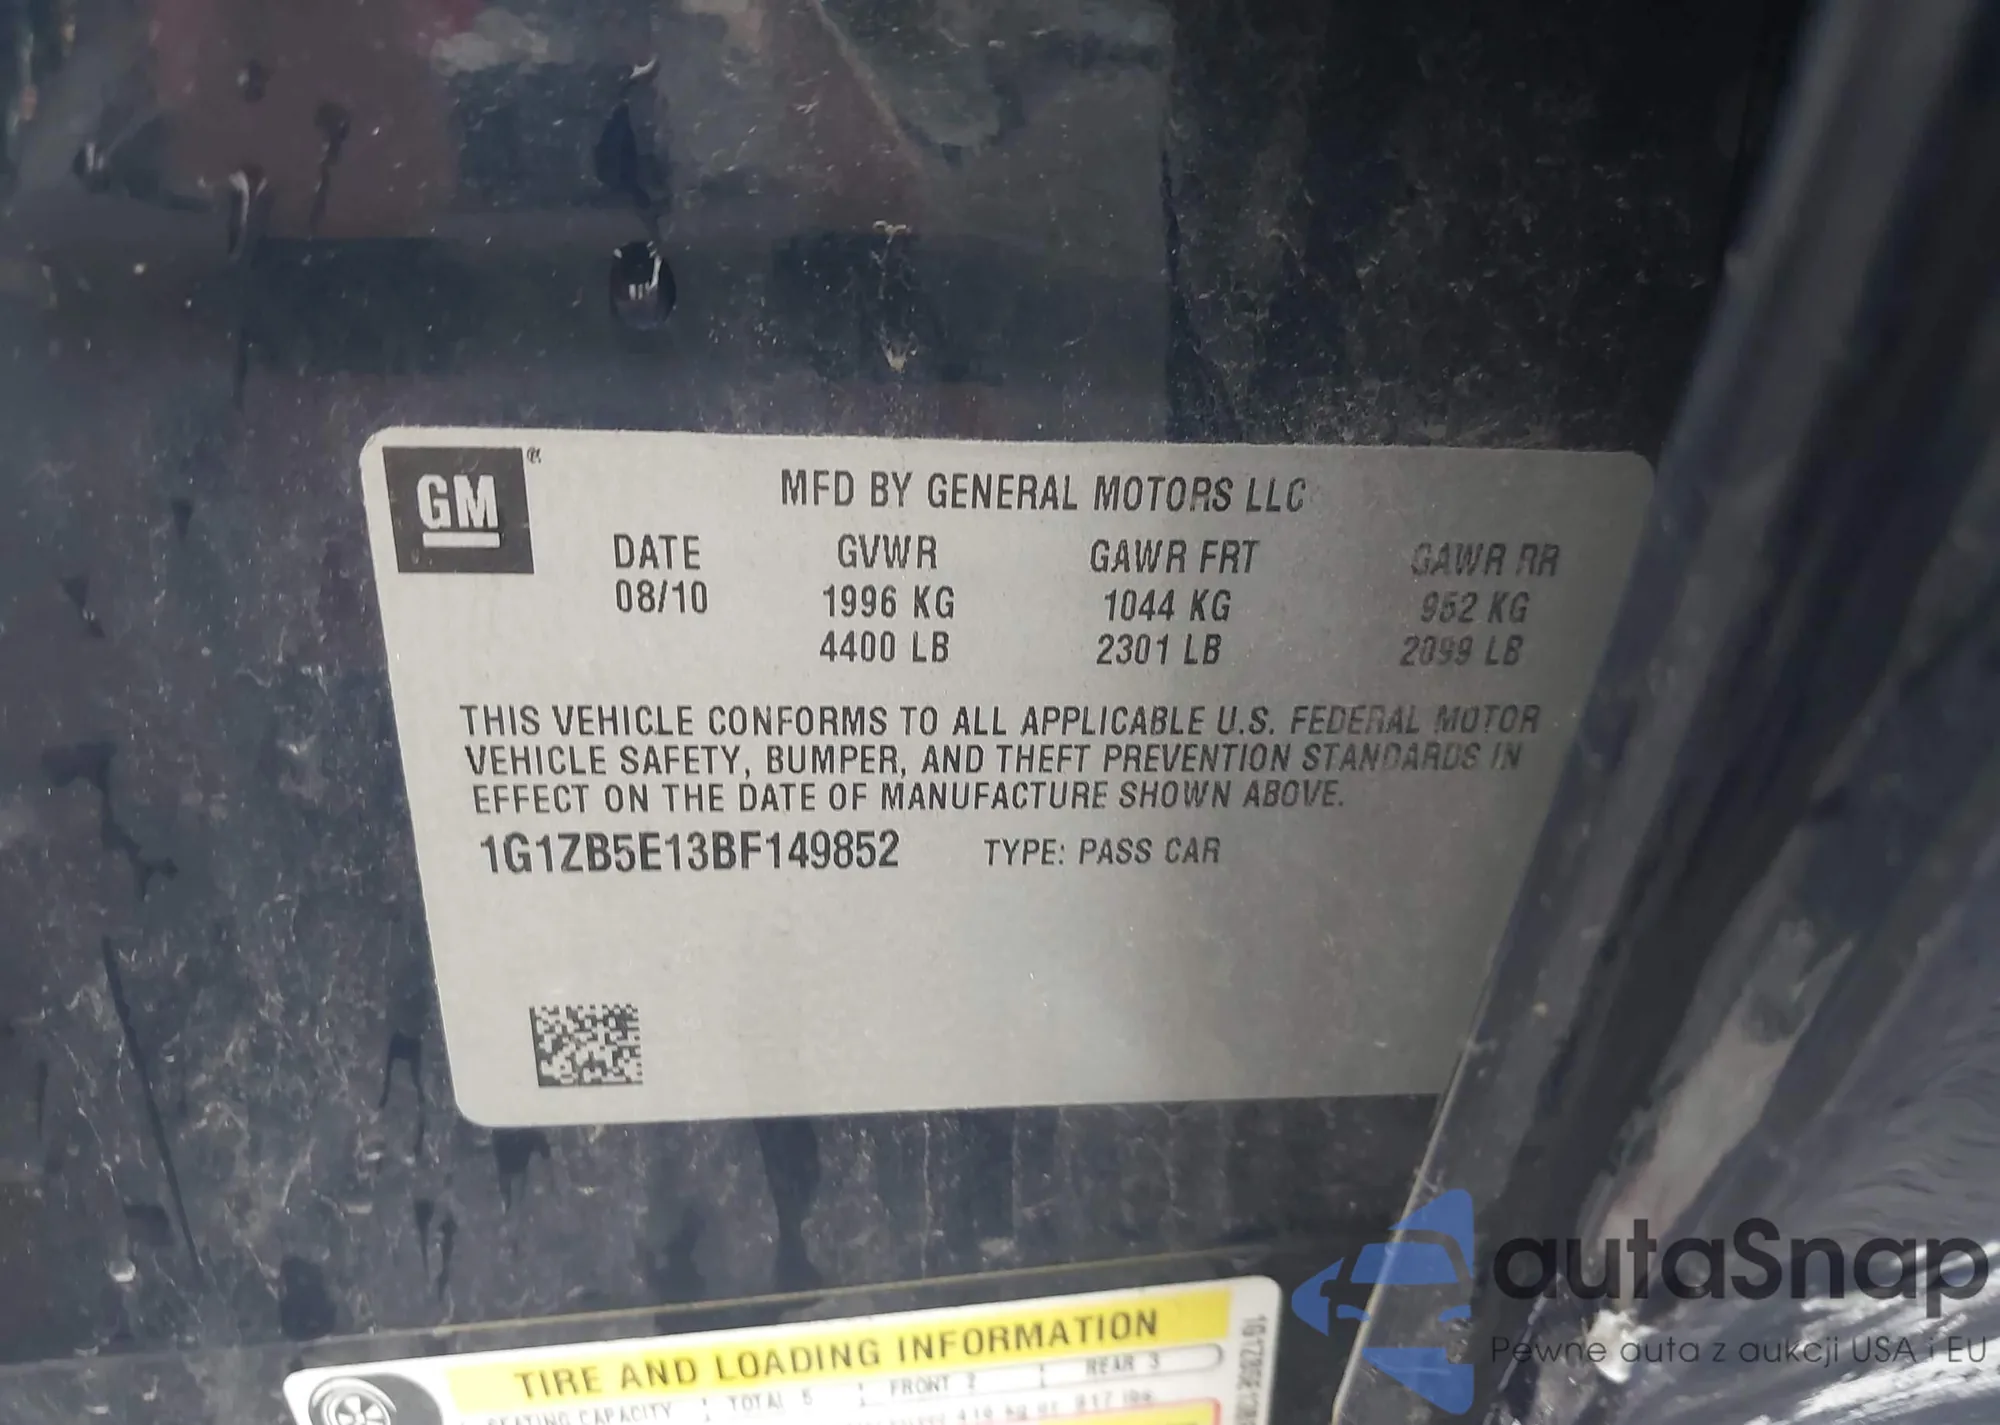 GM
MFD BY GENERAL MOTORS LLC
DATE GVWR GAWR FRT GAWR RR
08/10 1996 KG 1044 KG 952 KG
4400 LB 2301 LB 2099 LB
THIS VEHICLE CONFORMS TO ALL APPLICABLE U.S. FEDERAL MOTOR
VEHICLE SAFETY, BUMPER, AND THEFT PREVENTION STANDARDS IN
EFFECT ON THE DATE OF MANUFACTURE SHOWN ABOVE.
1G1ZB5E13BF149852 TYPE: PASS CAR
TIRE AND LOADING INFORMATION
SEATING CAPACITY TOTAL 5 FRONT 2 REAR 3
autaSnap
Pewne auta z aukcji USA i EU